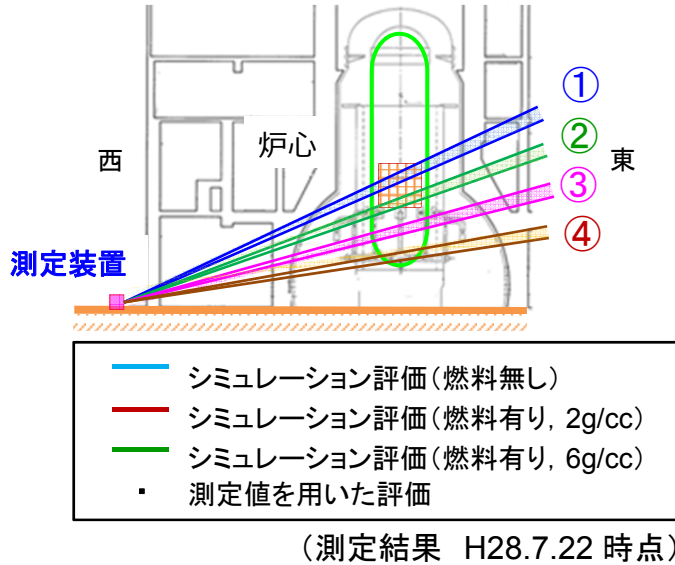 ①
②
炉心
西
東
③
④
測定装置
シミュレーション評価(燃料無し)
シミュレーション評価(燃料有り, 2g/cc)
シミュレーション評価(燃料有り, 6g/cc)
測定値を用いた評価
(測定結果 H28.7.22 時点)